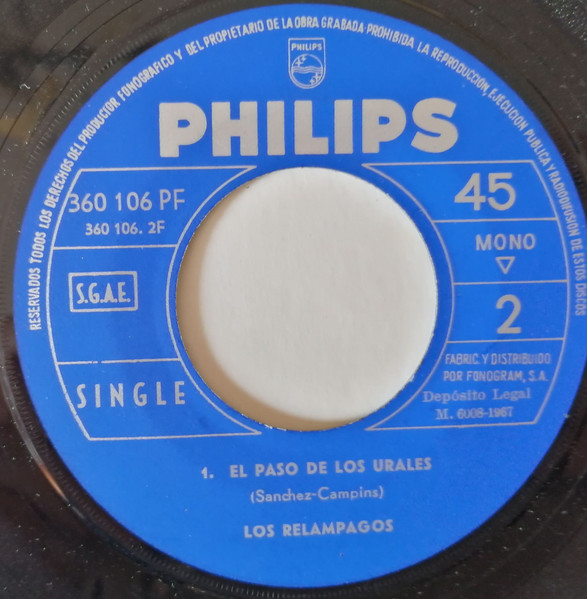 RESERVADOS TODOS LOS DERECHOS DEL PRODUCTOR FONOGRAFICO Y DEL PROPIETARIO DE LA OBRA GRABADA·PROHIBIDA LA REPRODUCCION, EJECUCION PUBLICA Y RADIODIFUSION DE ESTOS DISCOS
PHILIPS
PHILIPS
360 106 PF
360 106. 2F
S.G.A.E.
SINGLE
45
MONO
2
FABRIC. Y DISTRIBUIDO
POR FONOGRAM, S.A.
Depósito Legal
M. 6008-1967
1. EL PASO DE LOS URALES
(Sanchez-Campins)
LOS RELAMPAGOS